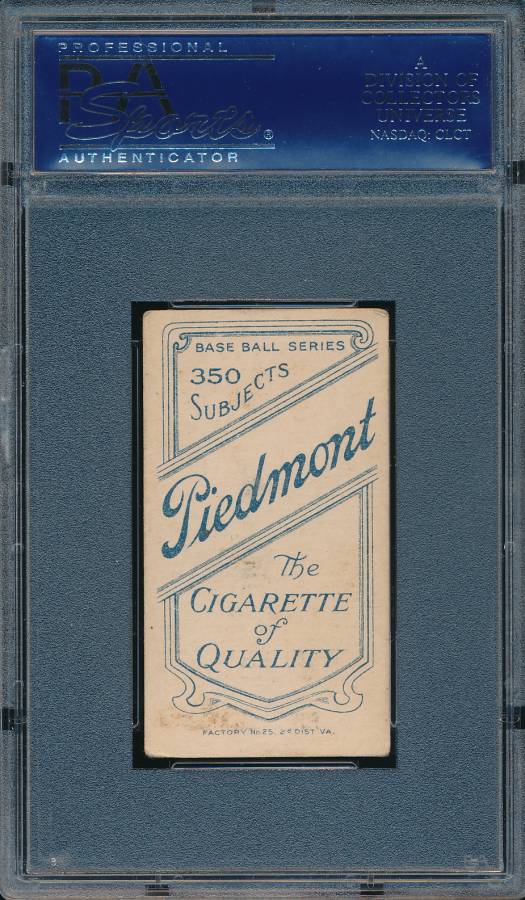 PROFESSIONAL
PSA
Sports®
AUTHENTICATOR
A
DIVISION OF
COLLECTORS
UNIVERSE
NASDAQ: CLCT
BASE BALL SERIES
350
SUBJECTS
Piedmont
The
CIGARETTE
of
QUALITY
FACTORY No 25. 2d DIST VA.